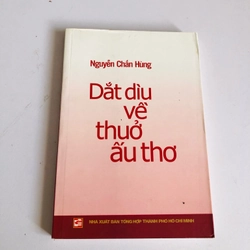 Nguyễn Chấn Hùng
Dắt dìu
về
thuở
ấu thơ
NHÀ XUẤT BẢN TỔNG HỢP THÀNH PHỐ HỒ CHÍ MINH